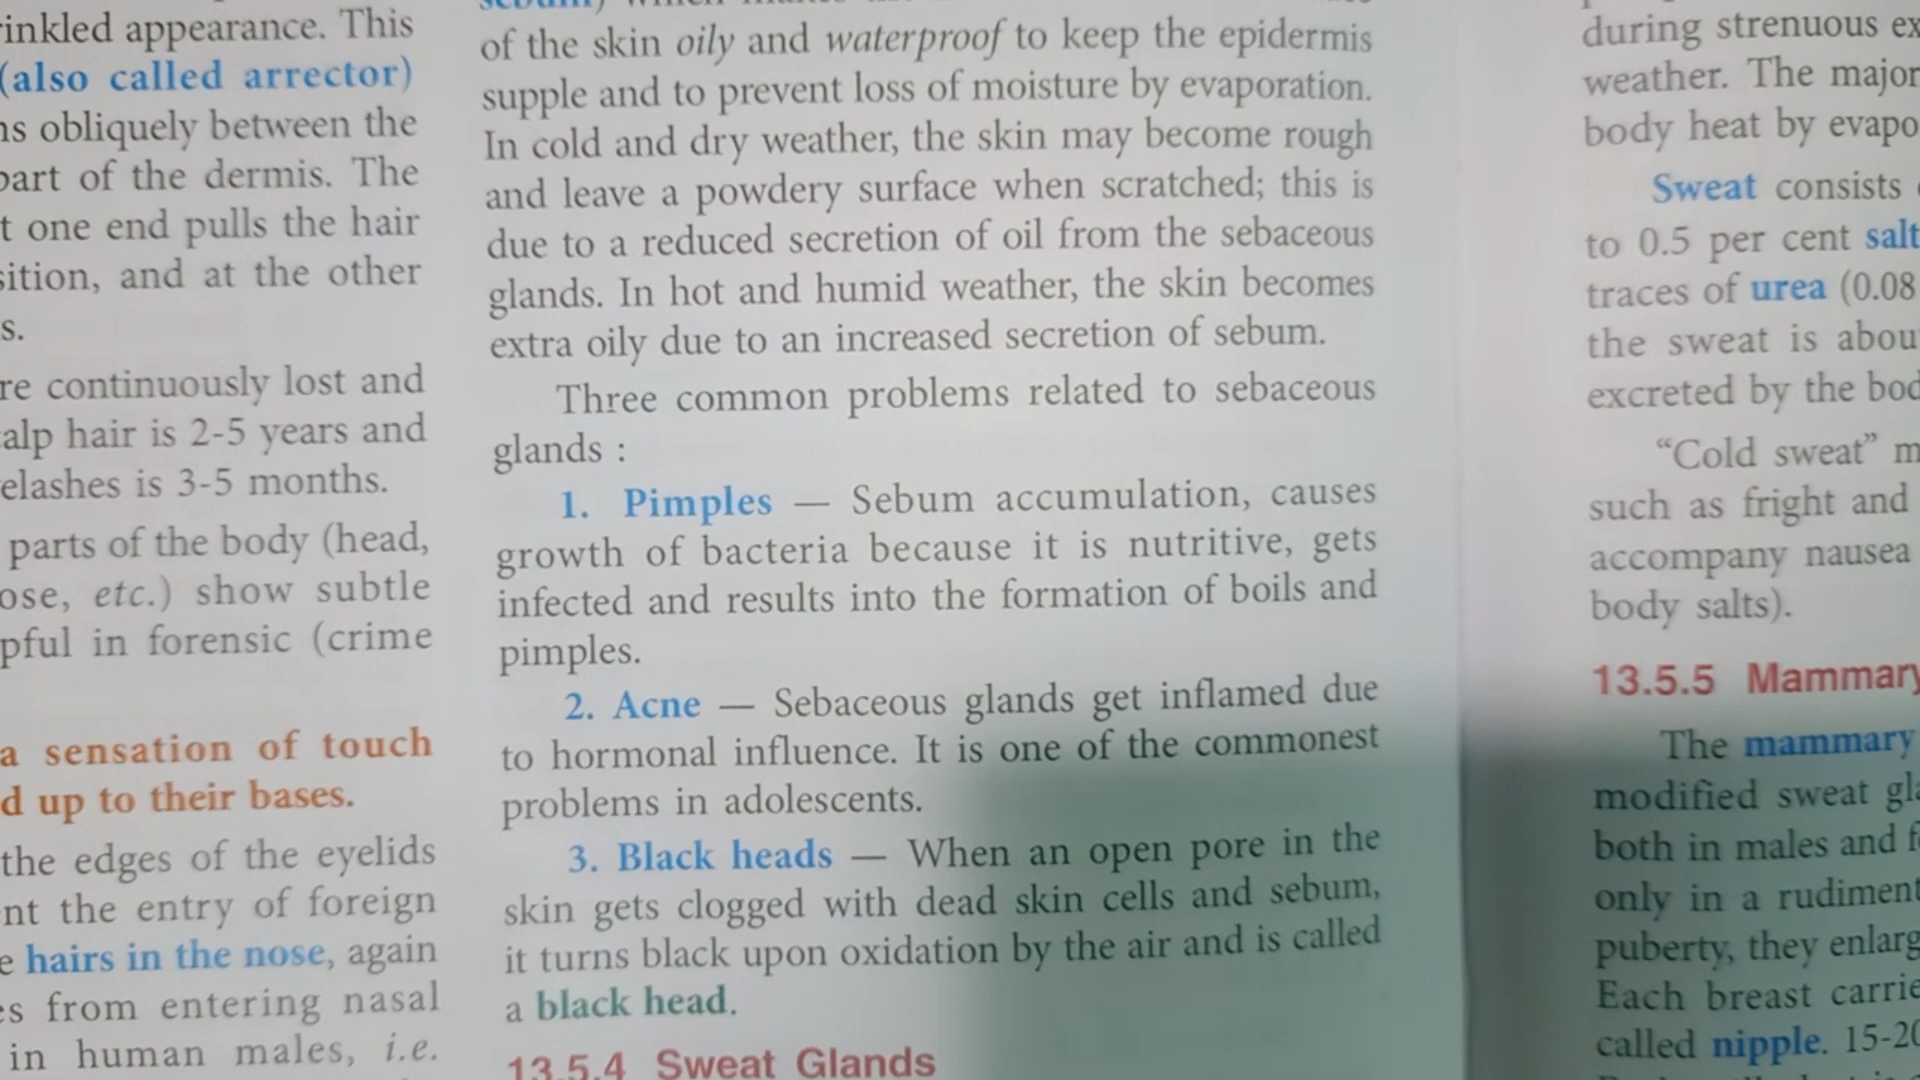 inkled appearance. This
(also called arrector)
obliquely between the
part of the dermis. The
t one end pulls the hair
sition, and at the other
s.
re continuously lost and
alp hair is 2-5 years and
elashes is 3-5 months.
parts of the body (head,
ose, etc.) show subtle
pful in forensic (crime
a sensation of touch
d up to their bases.
the edges of the eyelids
nt the entry of foreign
e hairs in the nose, again
es from entering nasal
in human males, i.e.
of the skin oily and waterproof to keep the epidermis
supple and to prevent loss of moisture by evaporation.
In cold and dry weather, the skin may become rough
and leave a powdery surface when scratched; this is
due to a reduced secretion of oil from the sebaceous
glands. In hot and humid weather, the skin becomes
extra oily due to an increased secretion of sebum.
Three common problems related to sebaceous
glands :
1. Pimples — Sebum accumulation, causes
growth of bacteria because it is nutritive, gets
infected and results into the formation of boils and
pimples.
2. Acne — Sebaceous glands get inflamed due
to hormonal influence. It is one of the commonest
problems in adolescents.
3. Black heads — When an open pore in the
skin gets clogged with dead skin cells and sebum,
it turns black upon oxidation by the air and is called
a black head.
13.5.4 Sweat Glands
during strenuous ex
weather. The major
body heat by evapo
Sweat consists
to 0.5 per cent salt
traces of urea (0.08
the sweat is abou
excreted by the bod
“Cold sweat” m
such as fright and
accompany nausea
body salts).
13.5.5 Mammary
The mammary
modified sweat gla
both in males and f
only in a rudiment
puberty, they enlarg
Each breast carrie
called nipple. 15-20